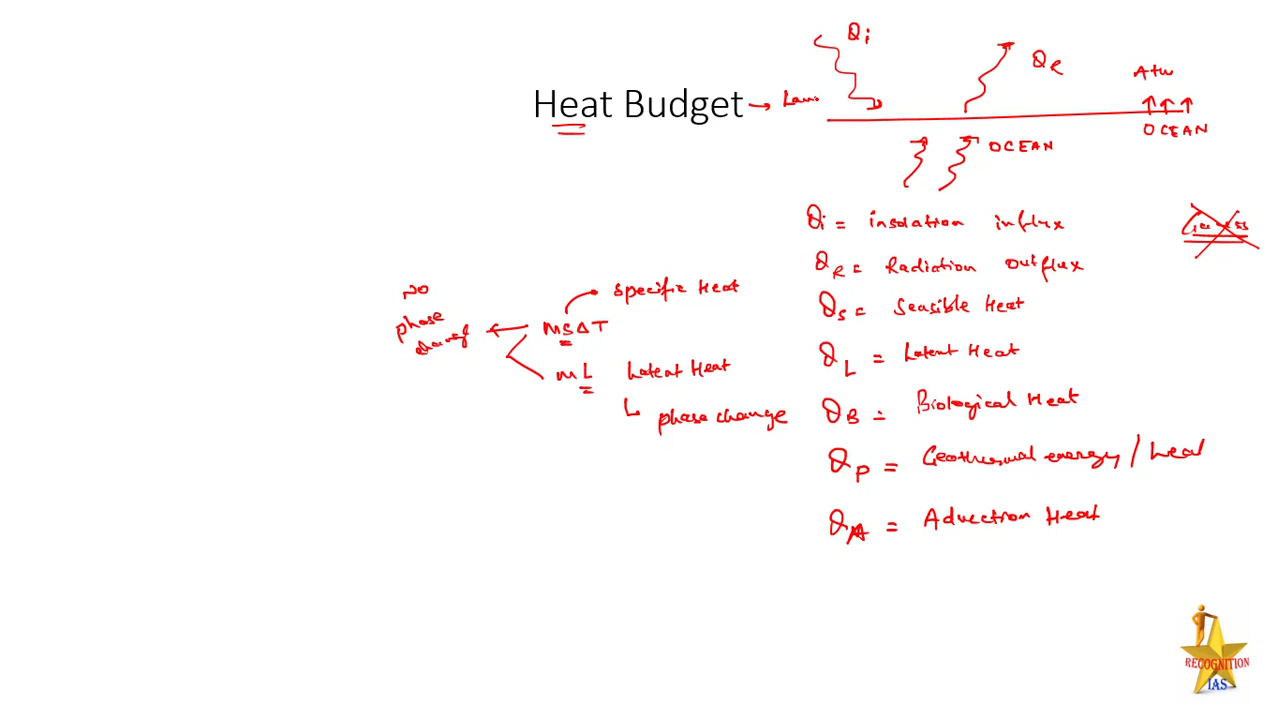 Qi
QR
Atm
Heat Budget →
OCEAN
OCEAN
Qi = insolation influx
QR = Radiation outflux
QS = Sensible Heat
QL = Latent Heat
QB = Biological Heat
QP = Geothermal energy / heat
QA = Advection Heat
specific Heat
NO
phase
change
MSΔT
ML Latent Heat
↳ phase change
RECOGNITION
IAS